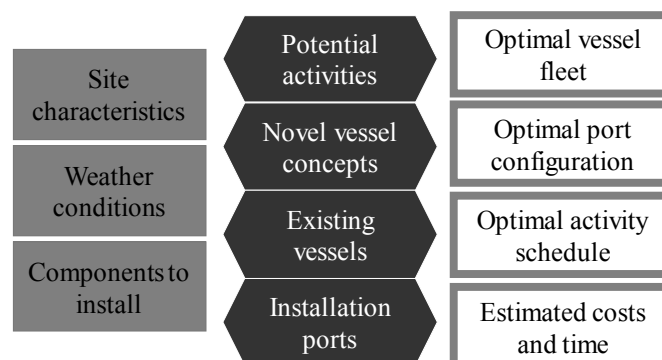 Site
characteristics
Weather
conditions
Components to
install
Potential
activities
Novel vessel
concepts
Existing
vessels
Installation
ports
Optimal vessel
fleet
Optimal port
configuration
Optimal activity
schedule
Estimated costs
and time